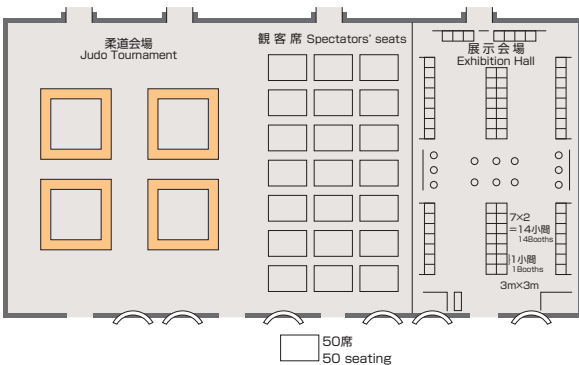 柔道会場
Judo Tournament
観客席 Spectators' seats
展示会場
Exhibition Hall
7×2
=14小間
14Booths
1小間
1Booths
3m×3m
50席
50 seating